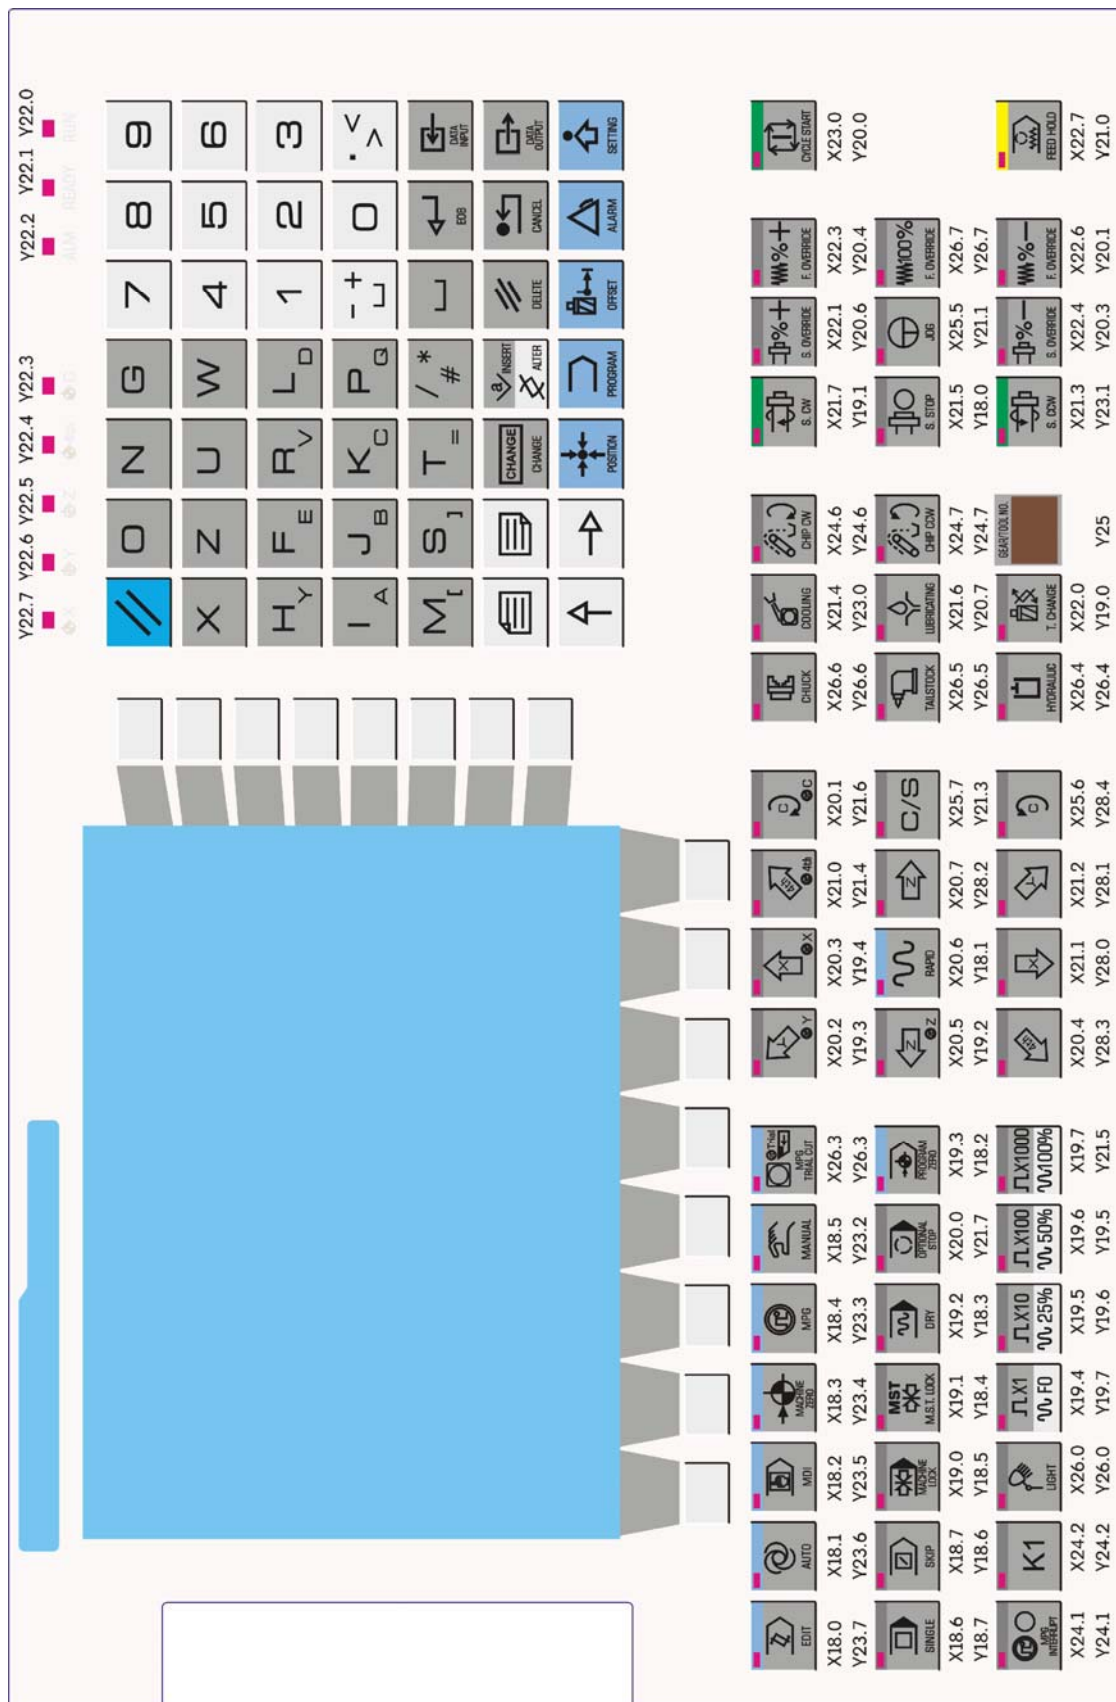 Y22.7 Y22.6 Y22.5 Y22.4 Y22.3 Y22.2 Y22.1 Y22.0
X Y Z 4th C ALM READY RUN
O N G 7 8 9
X Z U W 4 5 6
H Y F E R V L D 1 2 3
I A J B K C P Q - + 0 . < >
M [ S ] T = / * # EOB DATA INPUT
CHANGE CHANGE INSERT ALTER DELETE CANCEL DATA OUTPUT
POSITION PROGRAM OFFSET ALARM SETTING
EDIT AUTO MDI MACHINE ZERO MPG MANUAL MPG TRIAL CUT Trial
Y X 4th C C
CHUCK COOLING CHIP CW
S. CW %+ S. OVERRIDE %+ F. OVERRIDE CYCLE START
X18.0 X18.1 X18.2 X18.3 X18.4 X18.5 X26.3 X20.2 X20.3 X21.0 X20.1 X26.6 X21.4 X24.6 X21.7 X22.1 X22.3 X23.0
Y23.7 Y23.6 Y23.5 Y23.4 Y23.3 Y23.2 Y26.3 Y19.3 Y19.4 Y21.4 Y21.6 Y26.6 Y23.0 Y24.6 Y19.1 Y20.6 Y20.4 Y20.0
SINGLE SKIP MACHINE LOCK MST M.S.T. LOCK DRY OPTIONAL STOP PROGRAM ZERO
Z Z RAPID Z C/S
TAILSTOCK LUBRICATING CHIP CCW
S. STOP JOG 100% F. OVERRIDE
X18.6 X18.7 X19.0 X19.1 X19.2 X20.0 X19.3 X20.5 X20.6 X20.7 X25.7 X26.5 X21.6 X24.7 X21.5 X25.5 X26.7
Y18.7 Y18.6 Y18.5 Y18.4 Y18.3 Y21.7 Y18.2 Y19.2 Y18.1 Y28.2 Y21.3 Y26.5 Y20.7 Y24.7 Y18.0 Y21.1 Y26.7
MPG INTERRUPT K1 LIGHT X1 F0 X10 25% X100 50% X1000 100%
4th X Y C
HYDRAULIC T. CHANGE GEAR/TOOL NO.
S. CCW %- S. OVERRIDE %- F. OVERRIDE FEED HOLD
X24.1 X24.2 X26.0 X19.4 X19.5 X19.6 X19.7 X20.4 X21.1 X21.2 X25.6 X26.4 X22.0 X21.3 X22.4 X22.6 X22.7
Y24.1 Y24.2 Y26.0 Y19.7 Y19.6 Y19.5 Y21.5 Y28.3 Y28.0 Y28.1 Y28.4 Y26.4 Y19.0 Y25 Y23.1 Y20.3 Y20.1 Y21.0